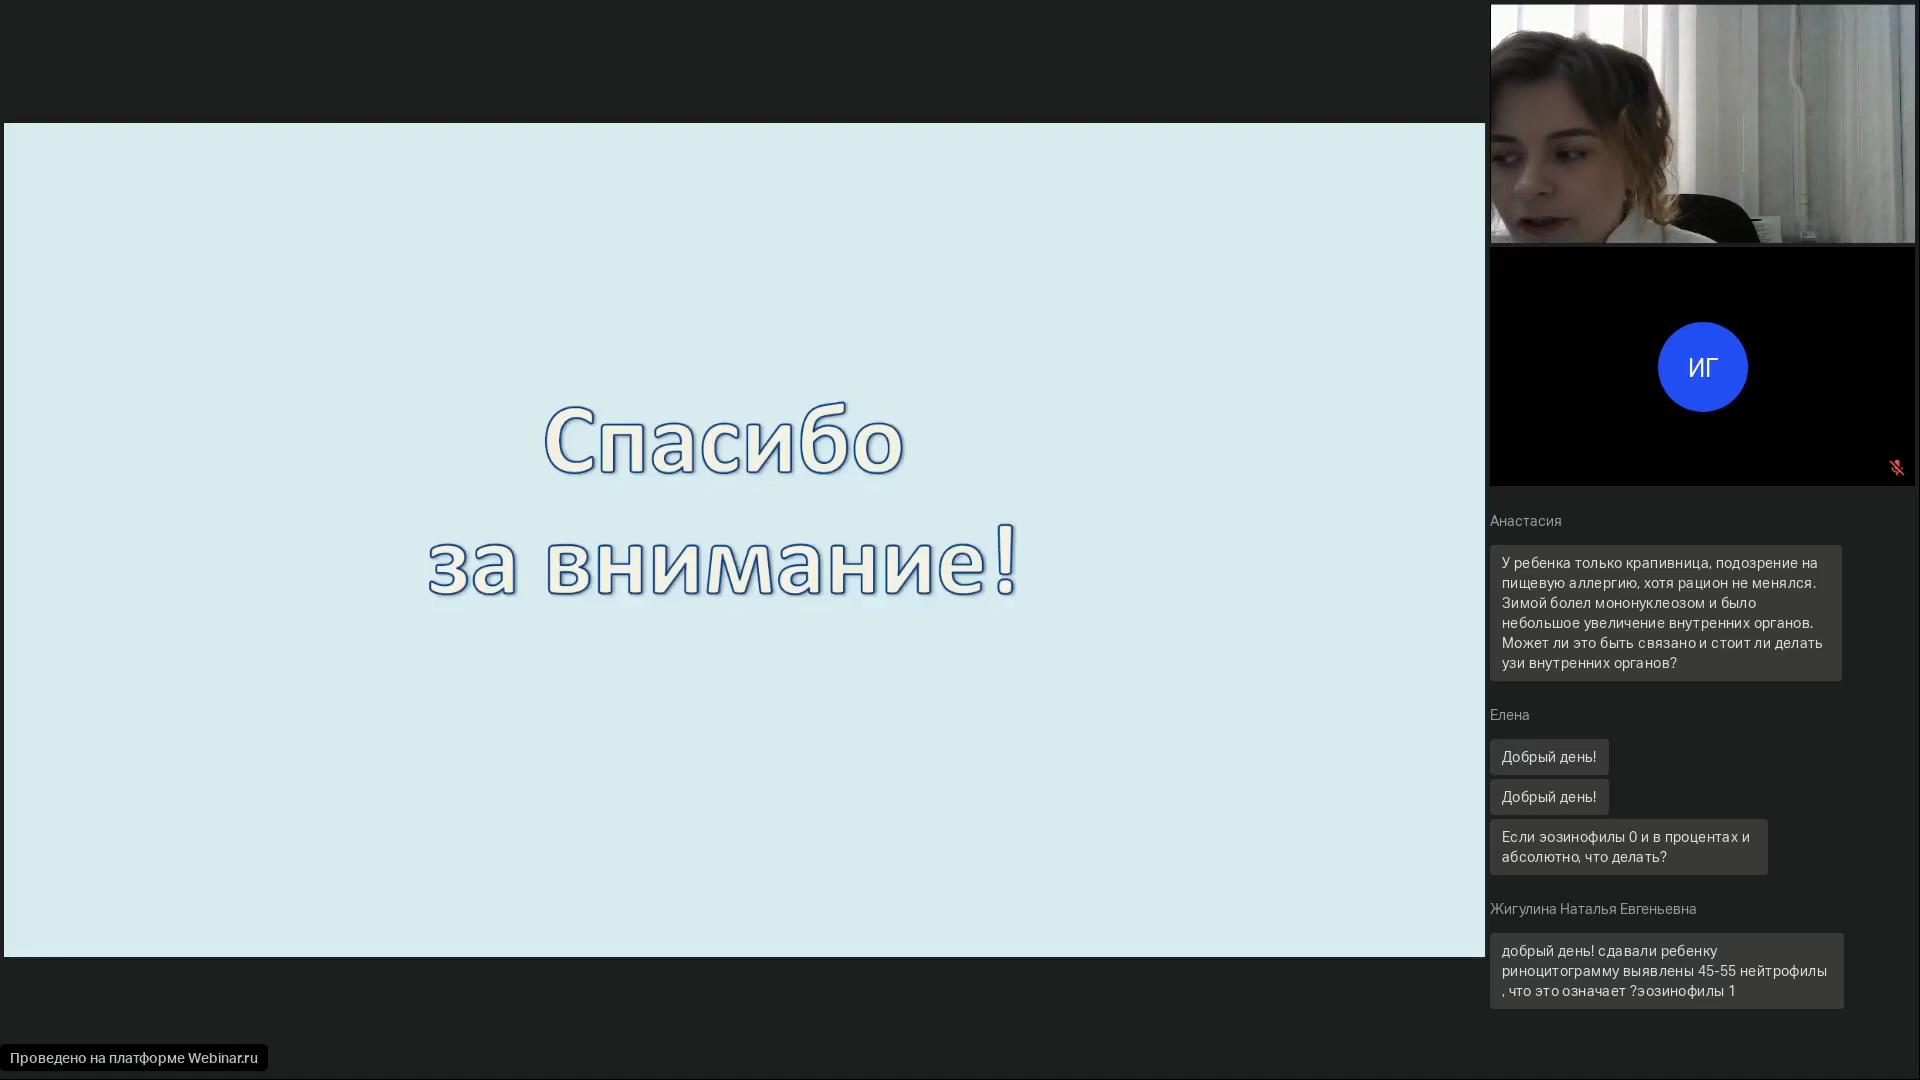 Спасибо
за внимание!
ИГ
Анастасия
У ребенка только крапивница, подозрение на
пищевую аллергию, хотя рацион не менялся.
Зимой болел мононуклеозом и было
небольшое увеличение внутренних органов.
Может ли это быть связано и стоит ли делать
узи внутренних органов?
Елена
Добрый день!
Добрый день!
Если эозинофилы 0 и в процентах и
абсолютно, что делать?
Жигулина Наталья Евгеньевна
добрый день! сдавали ребенку
риноцитограмму выявлены 45-55 нейтрофилы
, что это означает ?эозинофилы 1
Проведено на платформе Webinar.ru